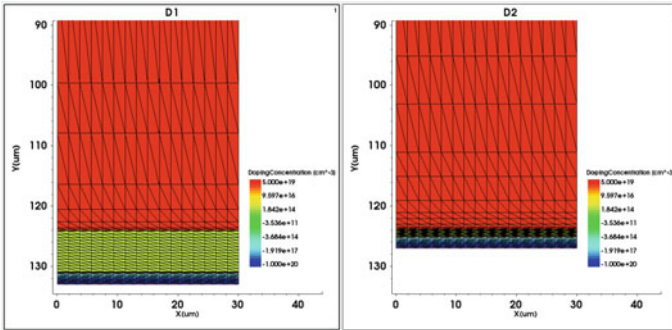 D1
1
90
100
110
120
130
Y(um)
0
10
20
30
40
X(um)
DopingConcentration (cm^-3)
5.000e+19
9.597e+16
1.842e+14
-3.536e+11
-3.684e+14
-1.919e+17
-1.000e+20
D2
90
100
110
120
130
Y(um)
0
10
20
30
40
X(um)
DopingConcentration (cm^-3)
5.000e+19
9.597e+16
1.842e+14
-3.536e+11
-3.684e+14
-1.919e+17
-1.000e+20